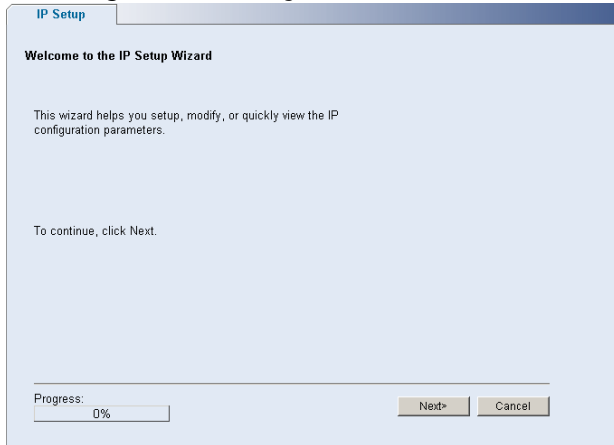 IP Setup
Welcome to the IP Setup Wizard
This wizard helps you setup, modify, or quickly view the IP
configuration parameters.
To continue, click Next.
Progress:
0%
Next>
Cancel